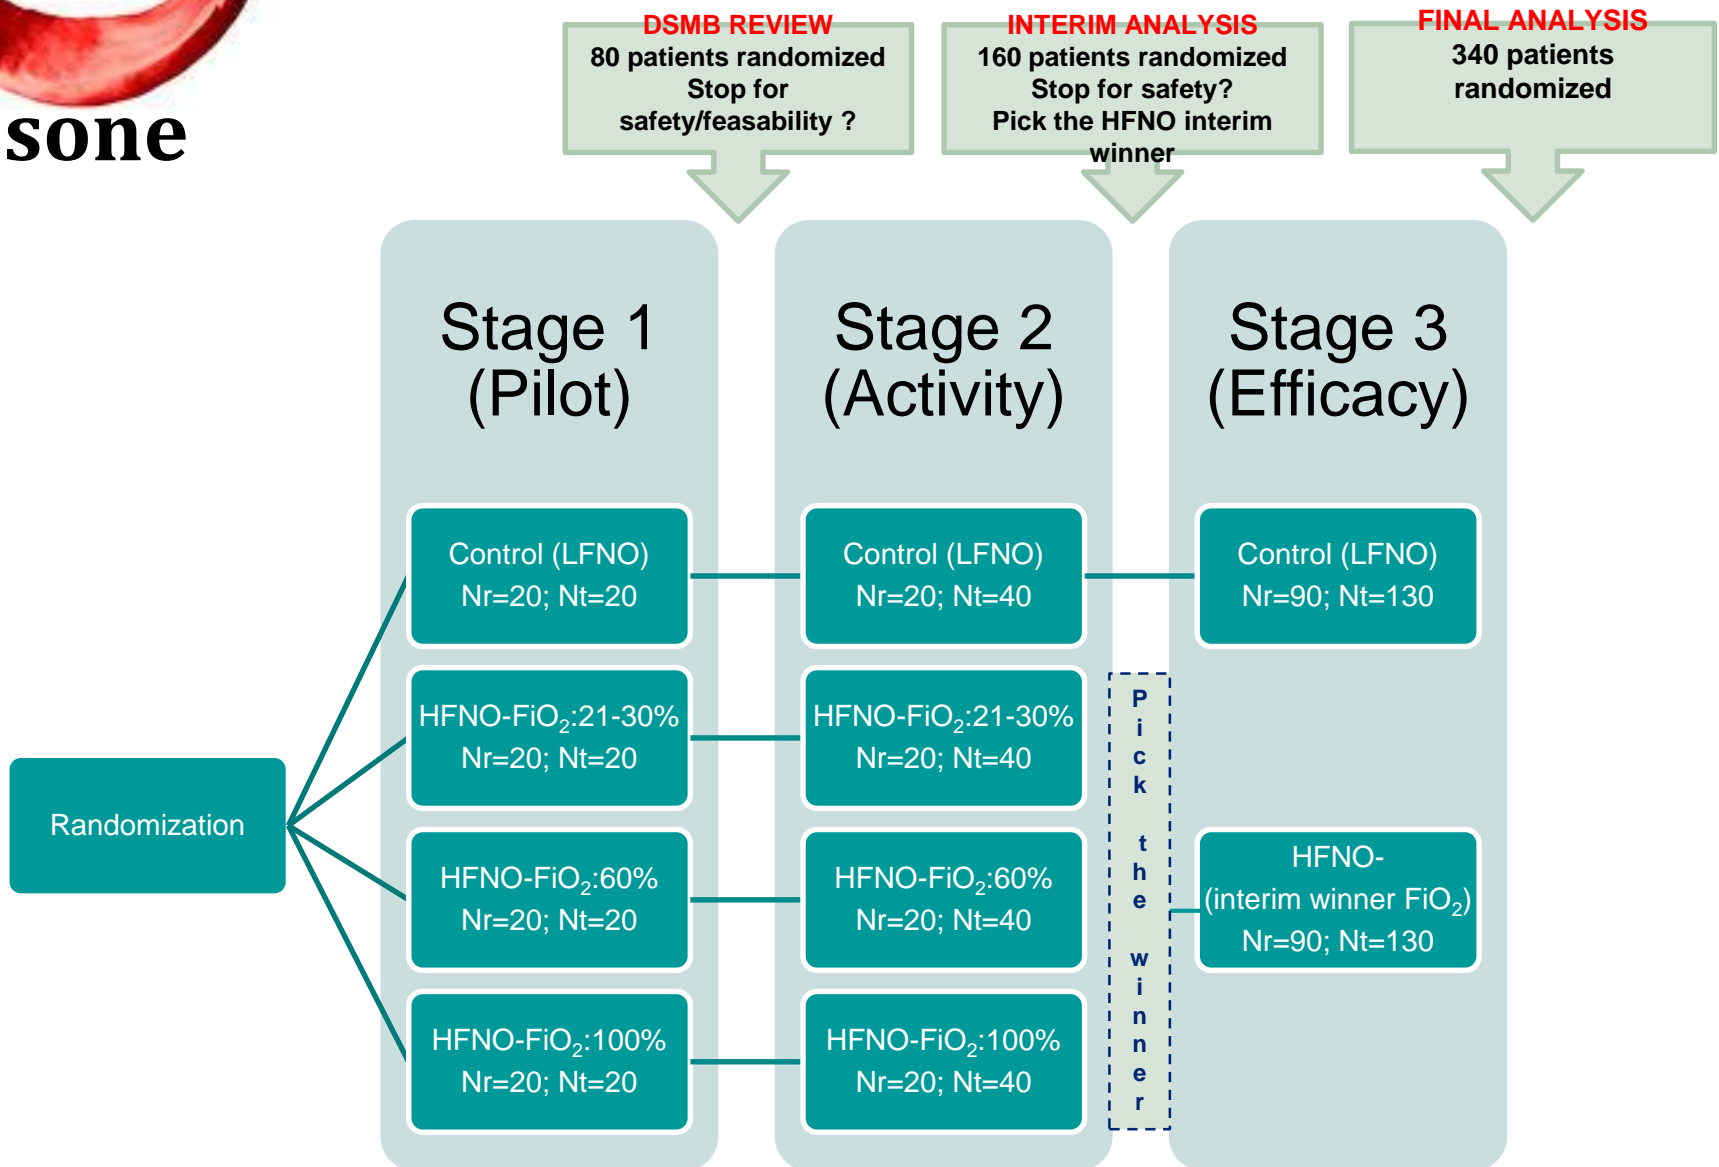 sone
DSMB REVIEW
80 patients randomized
Stop for
safety/feasability ?
INTERIM ANALYSIS
160 patients randomized
Stop for safety?
Pick the HFNO interim
winner
FINAL ANALYSIS
340 patients
randomized
Stage 1
(Pilot)
Stage 2
(Activity)
Stage 3
(Efficacy)
Randomization
Control (LFNO)
Nr=20; Nt=20
HFNO-FiO₂:21-30%
Nr=20; Nt=20
HFNO-FiO₂:60%
Nr=20; Nt=20
HFNO-FiO₂:100%
Nr=20; Nt=20
Control (LFNO)
Nr=20; Nt=40
HFNO-FiO₂:21-30%
Nr=20; Nt=40
HFNO-FiO₂:60%
Nr=20; Nt=40
HFNO-FiO₂:100%
Nr=20; Nt=40
Pick the winner
Control (LFNO)
Nr=90; Nt=130
HFNO-
(interim winner FiO₂)
Nr=90; Nt=130